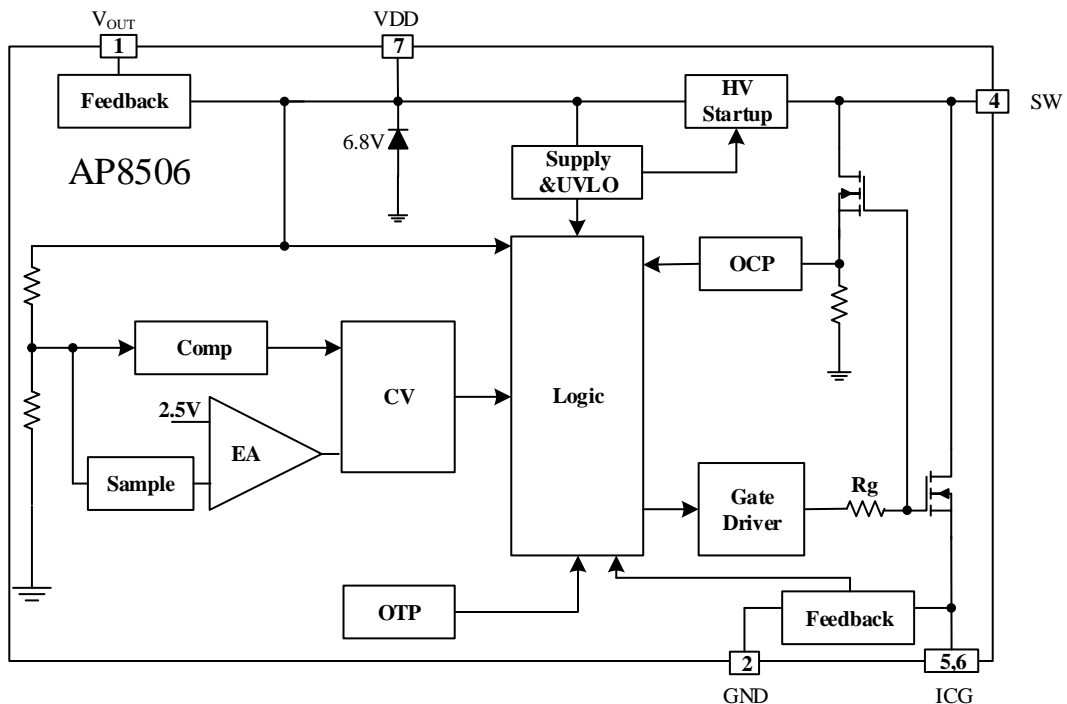 VOUT
VDD
1
7
Feedback
HV
Startup
4
SW
6.8V
AP8506
Supply
&UVLO
OCP
Comp
CV
Logic
2.5V
EA
Sample
Gate
Driver
Rg
OTP
Feedback
2
5,6
GND
ICG